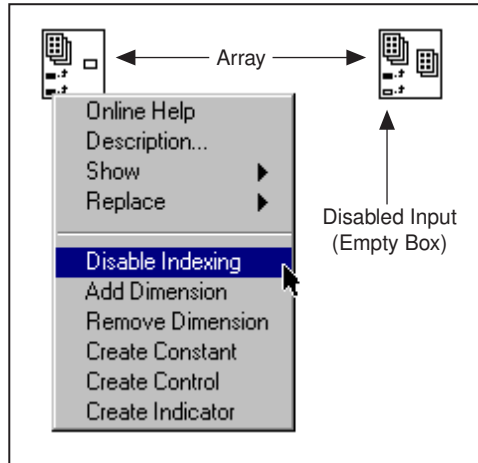 Array
Online Help
Description...
Show
Replace
Disable Indexing
Add Dimension
Remove Dimension
Create Constant
Create Control
Create Indicator
Disabled Input
(Empty Box)